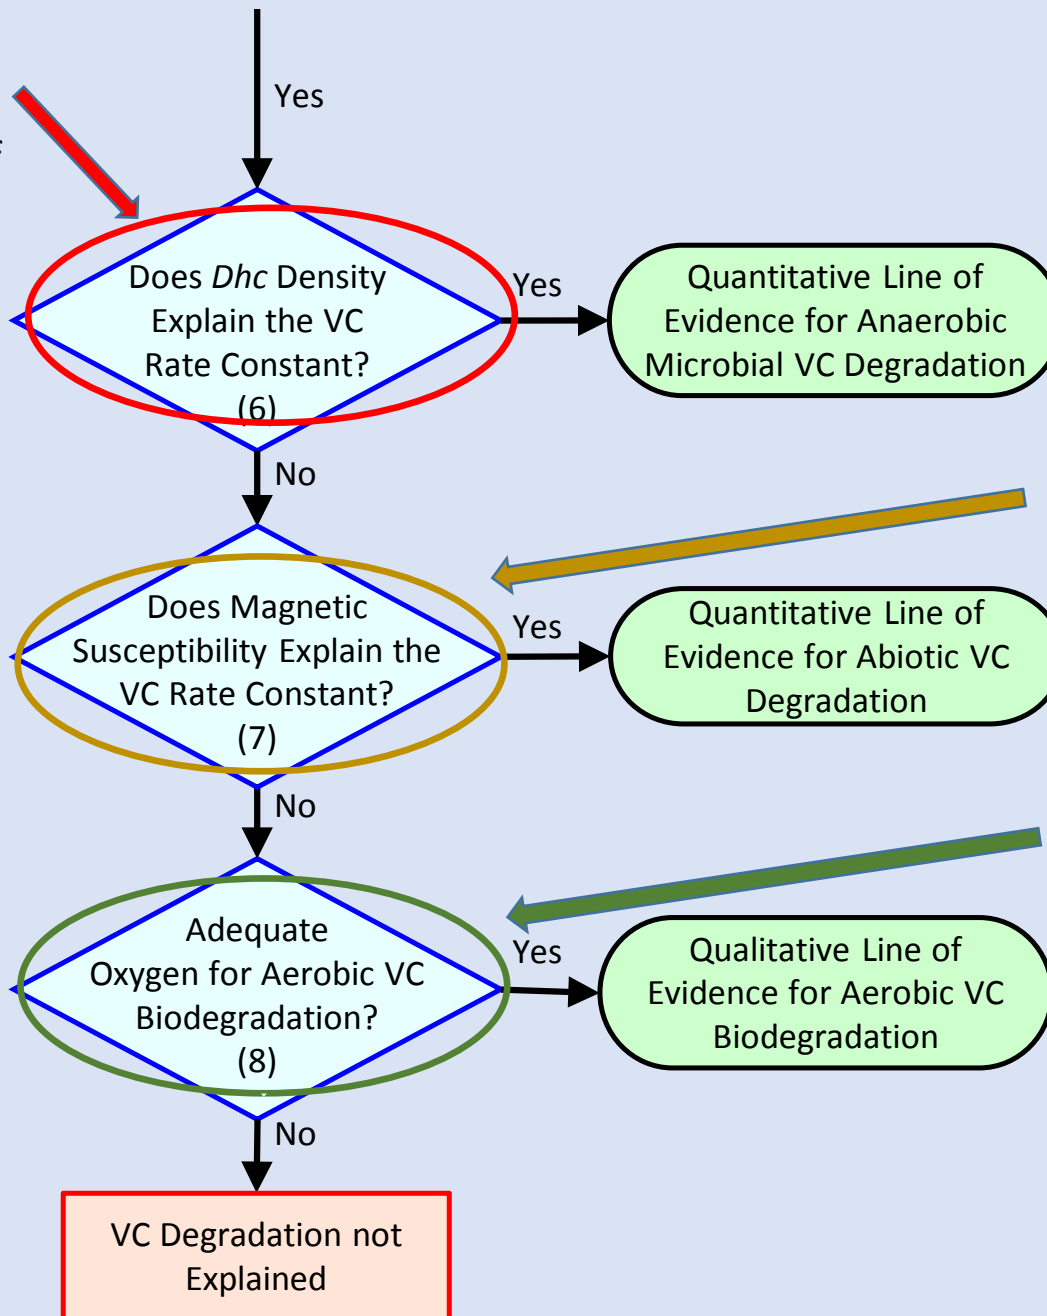 Yes
Does Dhc Density
Explain the VC
Rate Constant?
(6)
Yes
Quantitative Line of
Evidence for Anaerobic
Microbial VC Degradation
No
Does Magnetic
Susceptibility Explain the
VC Rate Constant?
(7)
Yes
Quantitative Line of
Evidence for Abiotic VC
Degradation
No
Adequate
Oxygen for Aerobic VC
Biodegradation?
(8)
Yes
Qualitative Line of
Evidence for Aerobic VC
Biodegradation
No
VC Degradation not
Explained